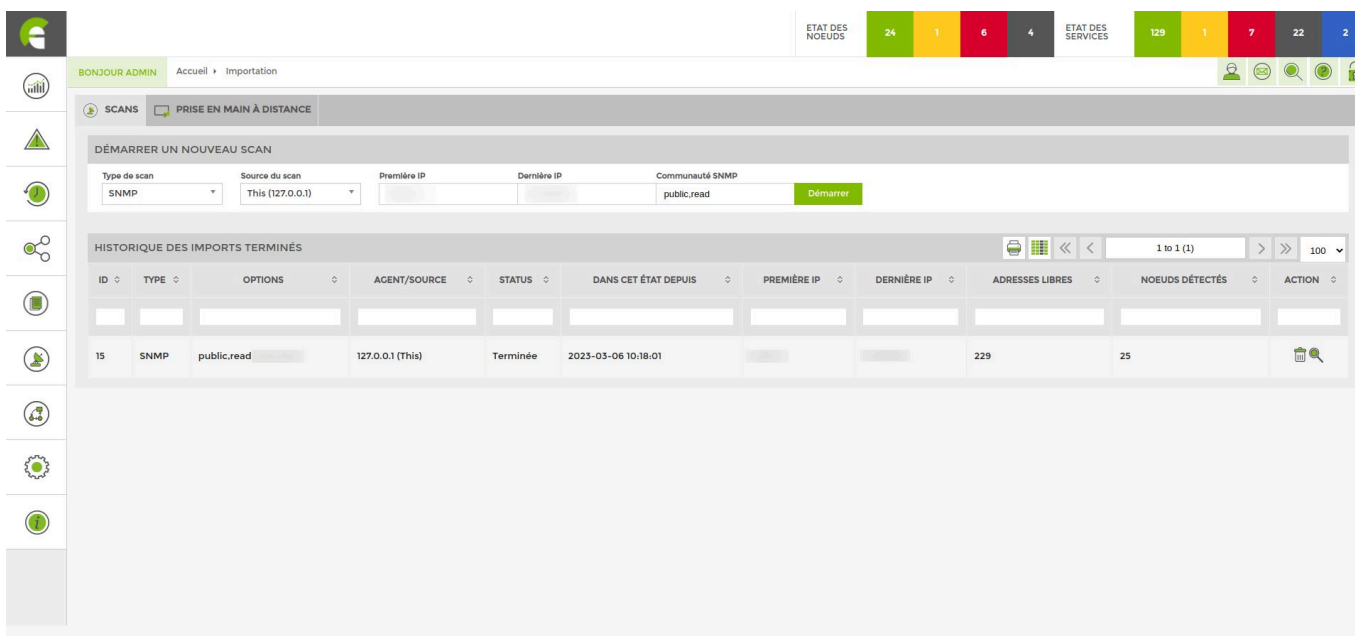 ETAT DES NOEUDS 24 1 6 4 ETAT DES SERVICES 129 1 7 22 2
BONJOUR ADMIN Accueil Importation
SCANS PRISE EN MAIN À DISTANCE
DÉMARRER UN NOUVEAU SCAN
Type de scan Source du scan Première IP Dernière IP Communauté SNMP
SNMP This (127.0.0.1) public,read Démarrer
HISTORIQUE DES IMPORTS TERMINÉS 1 to 1 (1) 100
ID TYPE OPTIONS AGENT/SOURCE STATUS DANS CET ÉTAT DEPUIS PREMIÈRE IP DERNIÈRE IP ADRESSES LIBRES NOEUDS DÉTECTÉS ACTION
15 SNMP public,read 127.0.0.1 (This) Terminée 2023-03-06 10:18:01 229 25